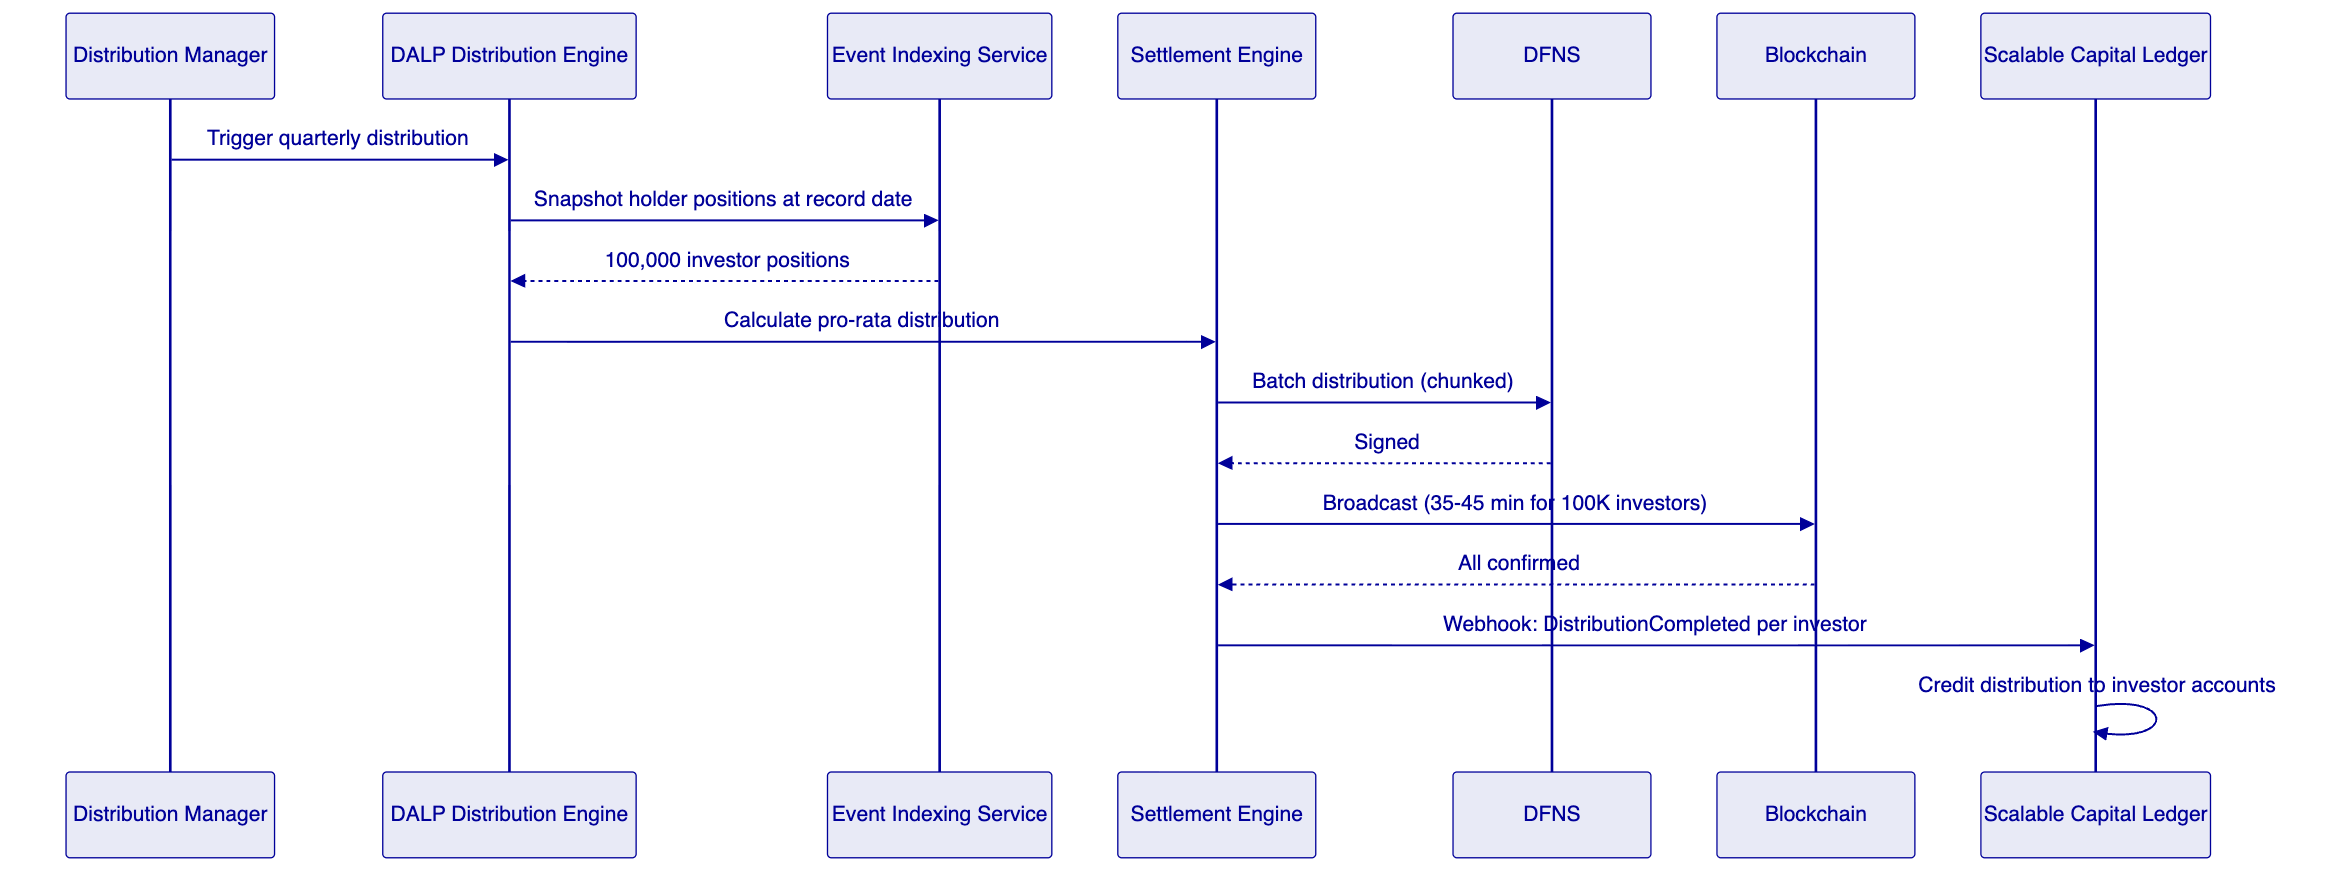 Distribution Manager
DALP Distribution Engine
Event Indexing Service
Settlement Engine
DFNS
Blockchain
Scalable Capital Ledger
Trigger quarterly distribution
Snapshot holder positions at record date
100,000 investor positions
Calculate pro-rata distribution
Batch distribution (chunked)
Signed
Broadcast (35-45 min for 100K investors)
All confirmed
Webhook: DistributionCompleted per investor
Credit distribution to investor accounts
Distribution Manager
DALP Distribution Engine
Event Indexing Service
Settlement Engine
DFNS
Blockchain
Scalable Capital Ledger